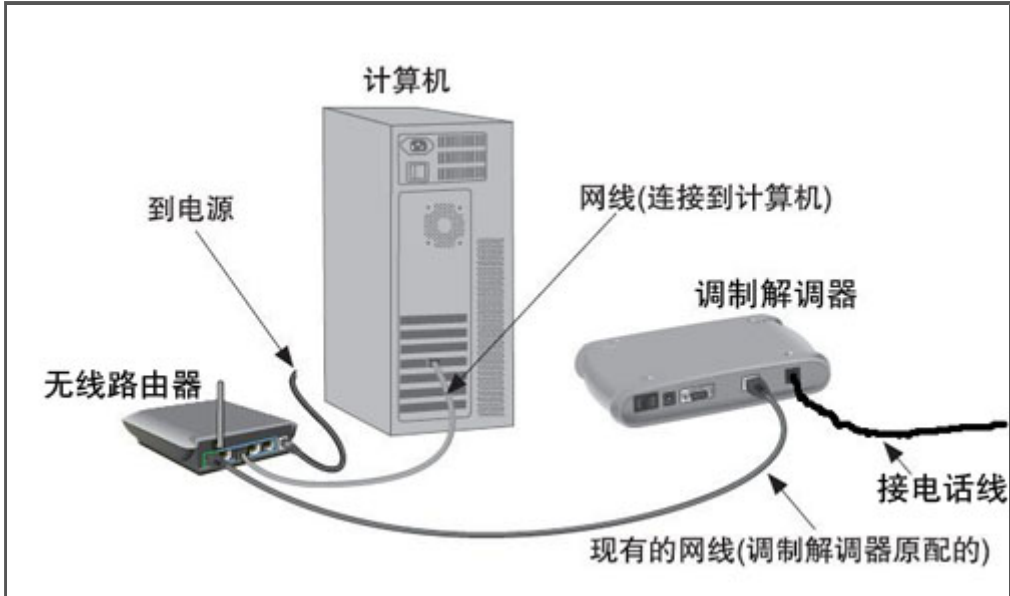 计算机
网线(连接到计算机)
到电源
调制解调器
无线路由器
接电话线
现有的网线(调制解调器原配的)